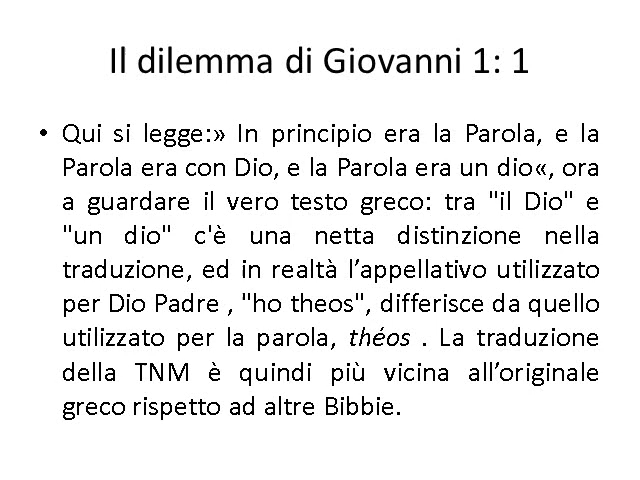 Il dilemma di Giovanni 1: 1
• Qui si legge:» In principio era la Parola, e la
Parola era con Dio, e la Parola era un dio«, ora
a guardare il vero testo greco: tra "il Dio" e
"un dio" c'è una netta distinzione nella
traduzione, ed in realtà l’appellativo utilizzato
per Dio Padre , "ho theos", differisce da quello
utilizzato per la parola, théos . La traduzione
della TNM è quindi più vicina all’originale
greco rispetto ad altre Bibbie.